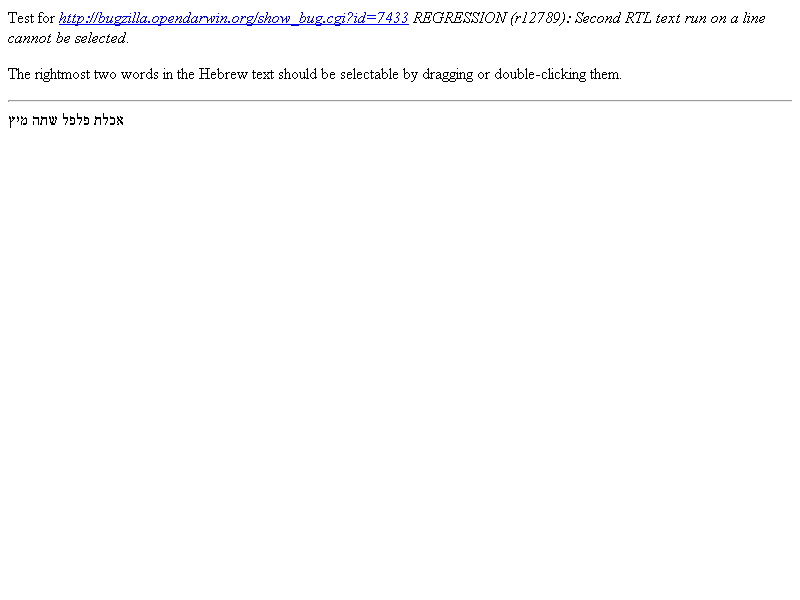 Test for http://bugzilla.opendarwin.org/show_bug.cgi?id=7433 REGRESSION (r12789): Second RTL text run on a line
cannot be selected.
The rightmost two words in the Hebrew text should be selectable by dragging or double-clicking them.
אכלת פלפל שתה מיץ